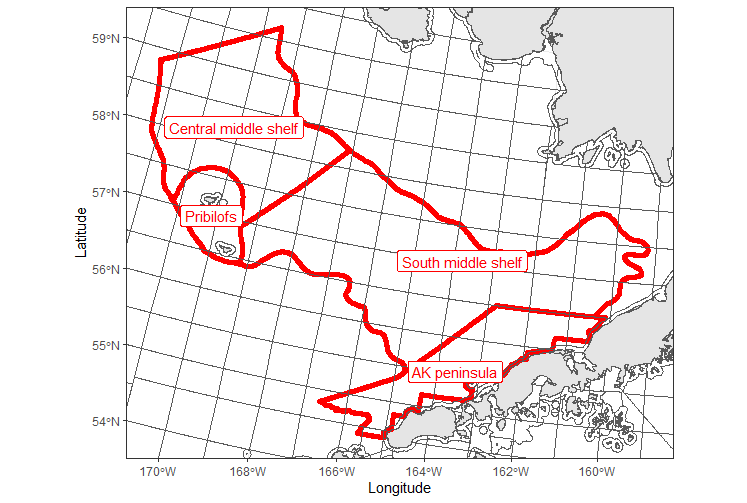 59°N
58°N
Central middle shelf
57°N
Pribilofs
Latitude
South middle shelf
56°N
55°N
AK peninsula
54°N
170°W 168°W 166°W 164°W 162°W 160°W
Longitude